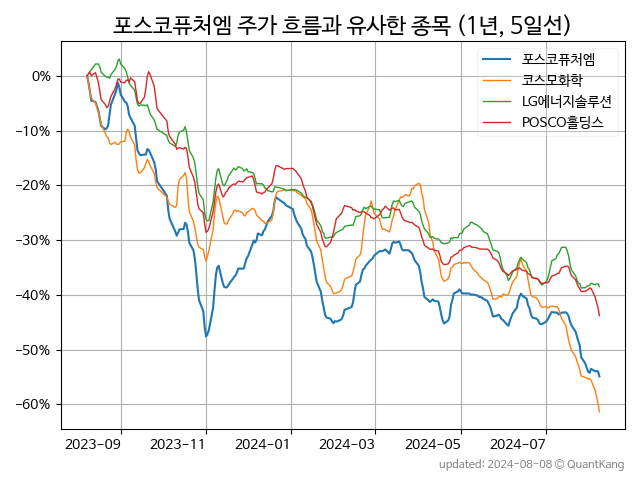 포스코퓨처엠 주가 흐름과 유사한 종목 (1년, 5일선)
포스코퓨처엠
코스모화학
LG에너지솔루션
POSCO홀딩스
0%
−10%
−20%
−30%
−40%
−50%
−60%
2023-09
2023-11
2024-01
2024-03
2024-05
2024-07
updated: 2024-08-08 © QuantKang